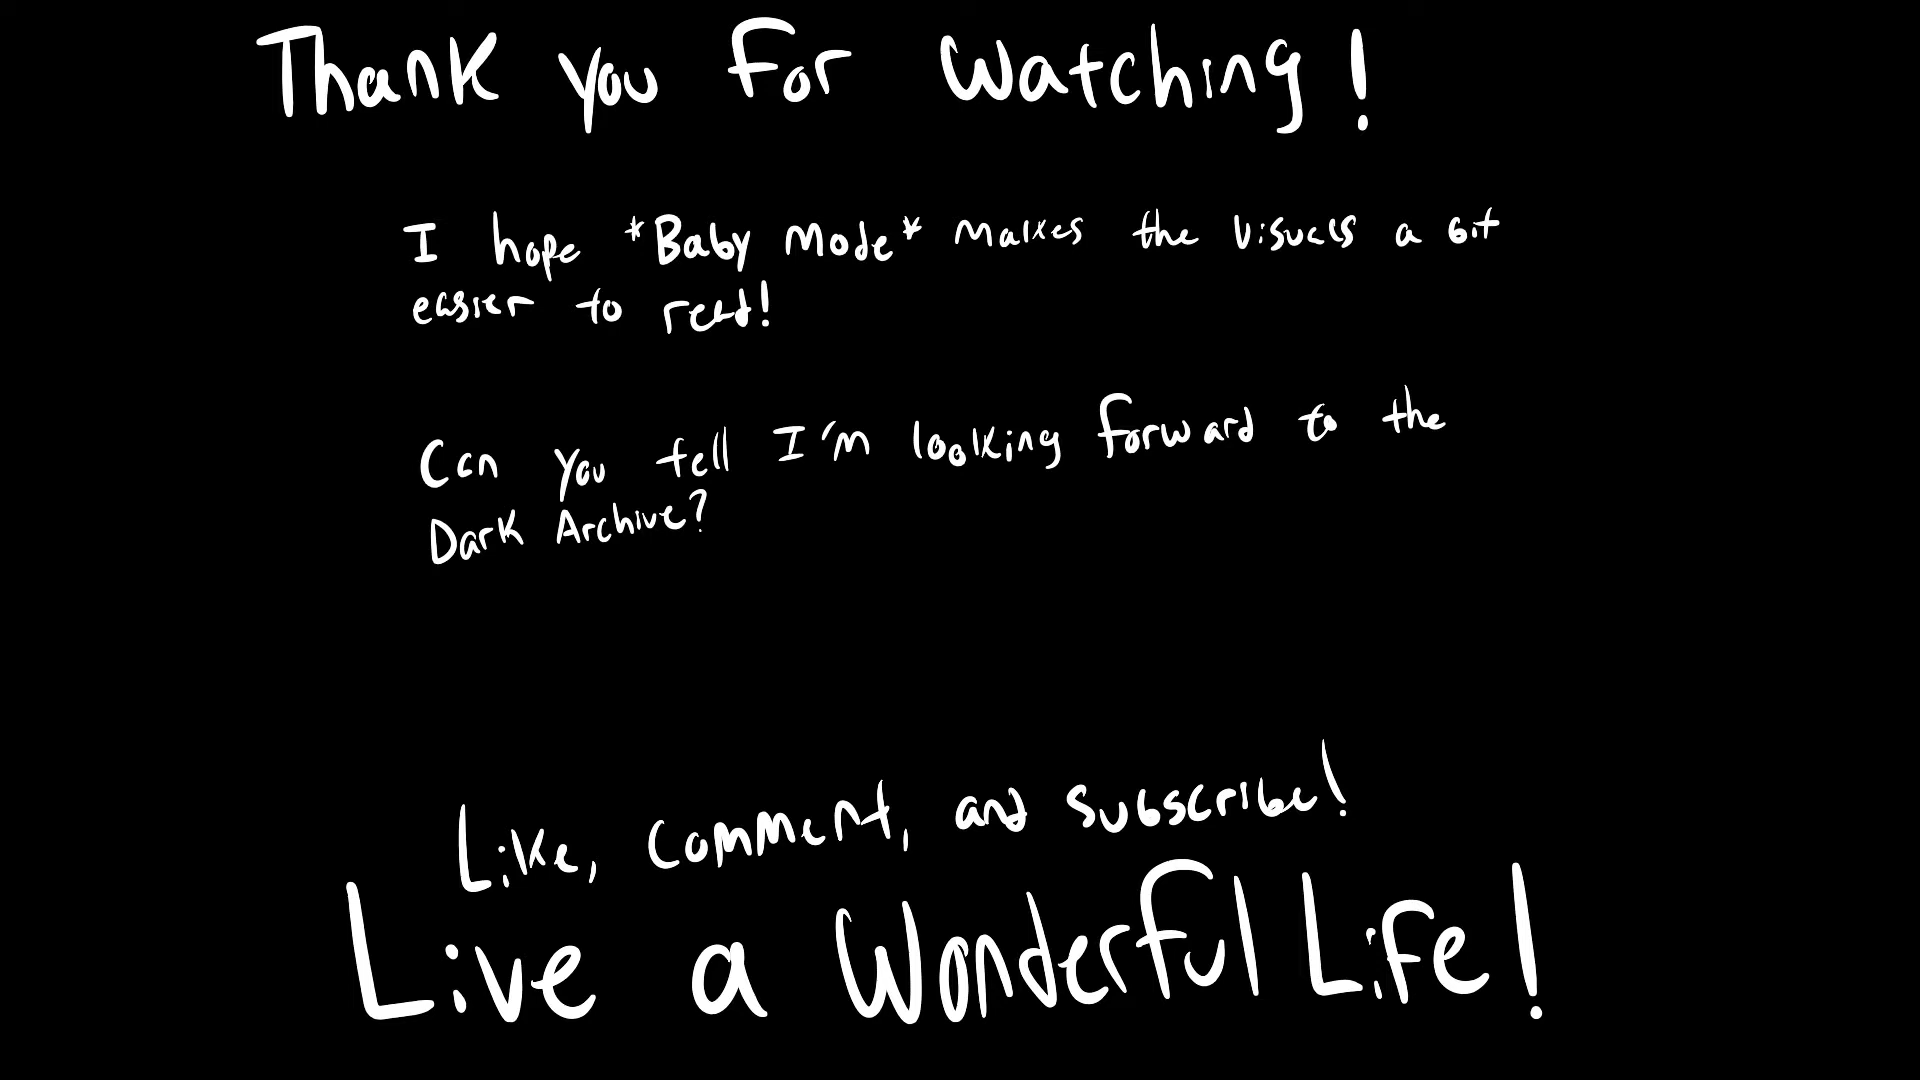 Thank you for watching!
I hope *Baby Mode* makes the visuals a bit
easier to read!
Can you tell I'm looking forward to the
Dark Archive?
Like, comment, and subscribe!
Live a Wonderful Life!